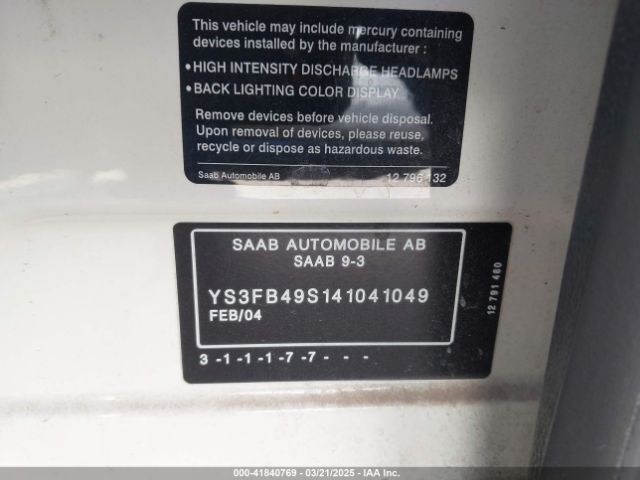 This vehicle may include mercury containing
devices installed by the manufacturer :
•HIGH INTENSITY DISCHARGE HEADLAMPS
•BACK LIGHTING COLOR DISPLAY
Remove devices before vehicle disposal.
Upon removal of devices, please reuse,
recycle or dispose as hazardous waste.
Saab Automobile AB 12 796 132
SAAB AUTOMOBILE AB
SAAB 9-3
YS3FB49S141041049
FEB/04
3 -1 -1 -1 -7 -7 - - -
12 791 460
000-41840769 — 03/21/2025 — IAA Inc.